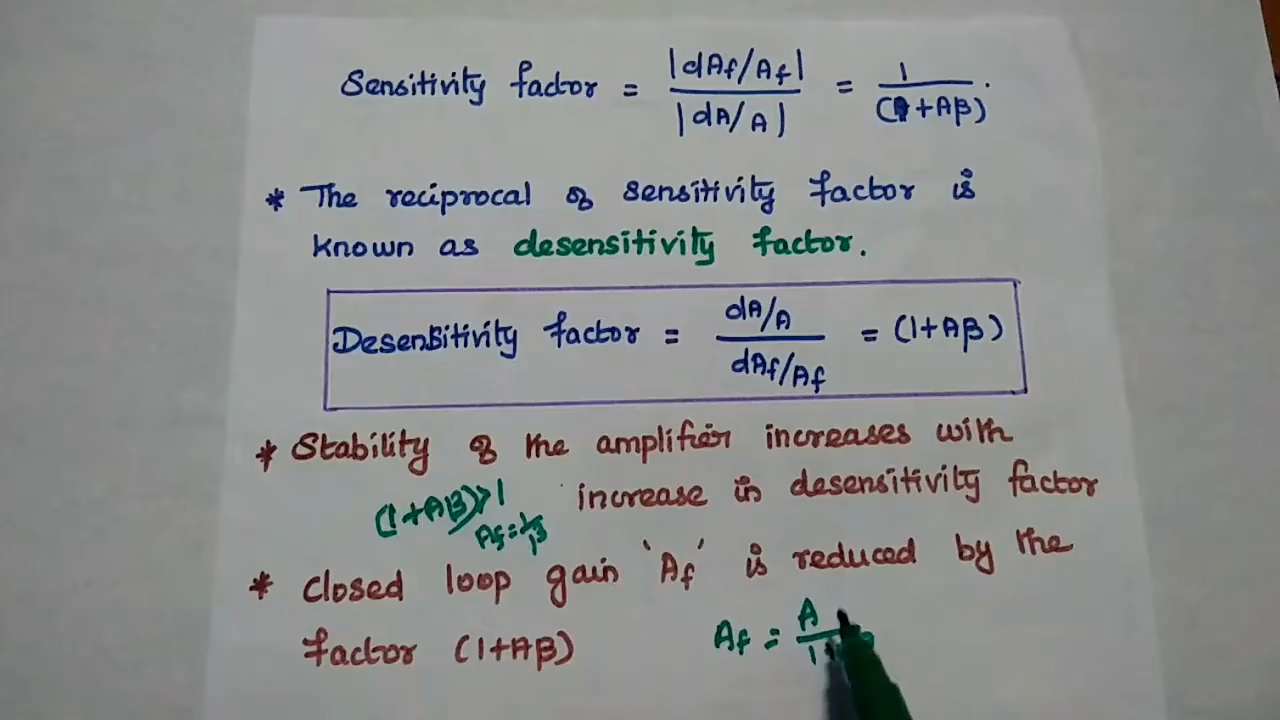 Sensitivity factor = |dAf/Af| / |dA/A| = 1/(1+Aβ).
* The reciprocal of sensitivity factor is
known as desensitivity factor.
Desensitivity factor = dA/A / dAf/Af = (1+Aβ)
* Stability of the amplifier increases with
increase in desensitivity factor
(1+Aβ)>1
Af = 1/β
* Closed loop gain 'Af' is reduced by the
factor (1+Aβ)
Af = A/1